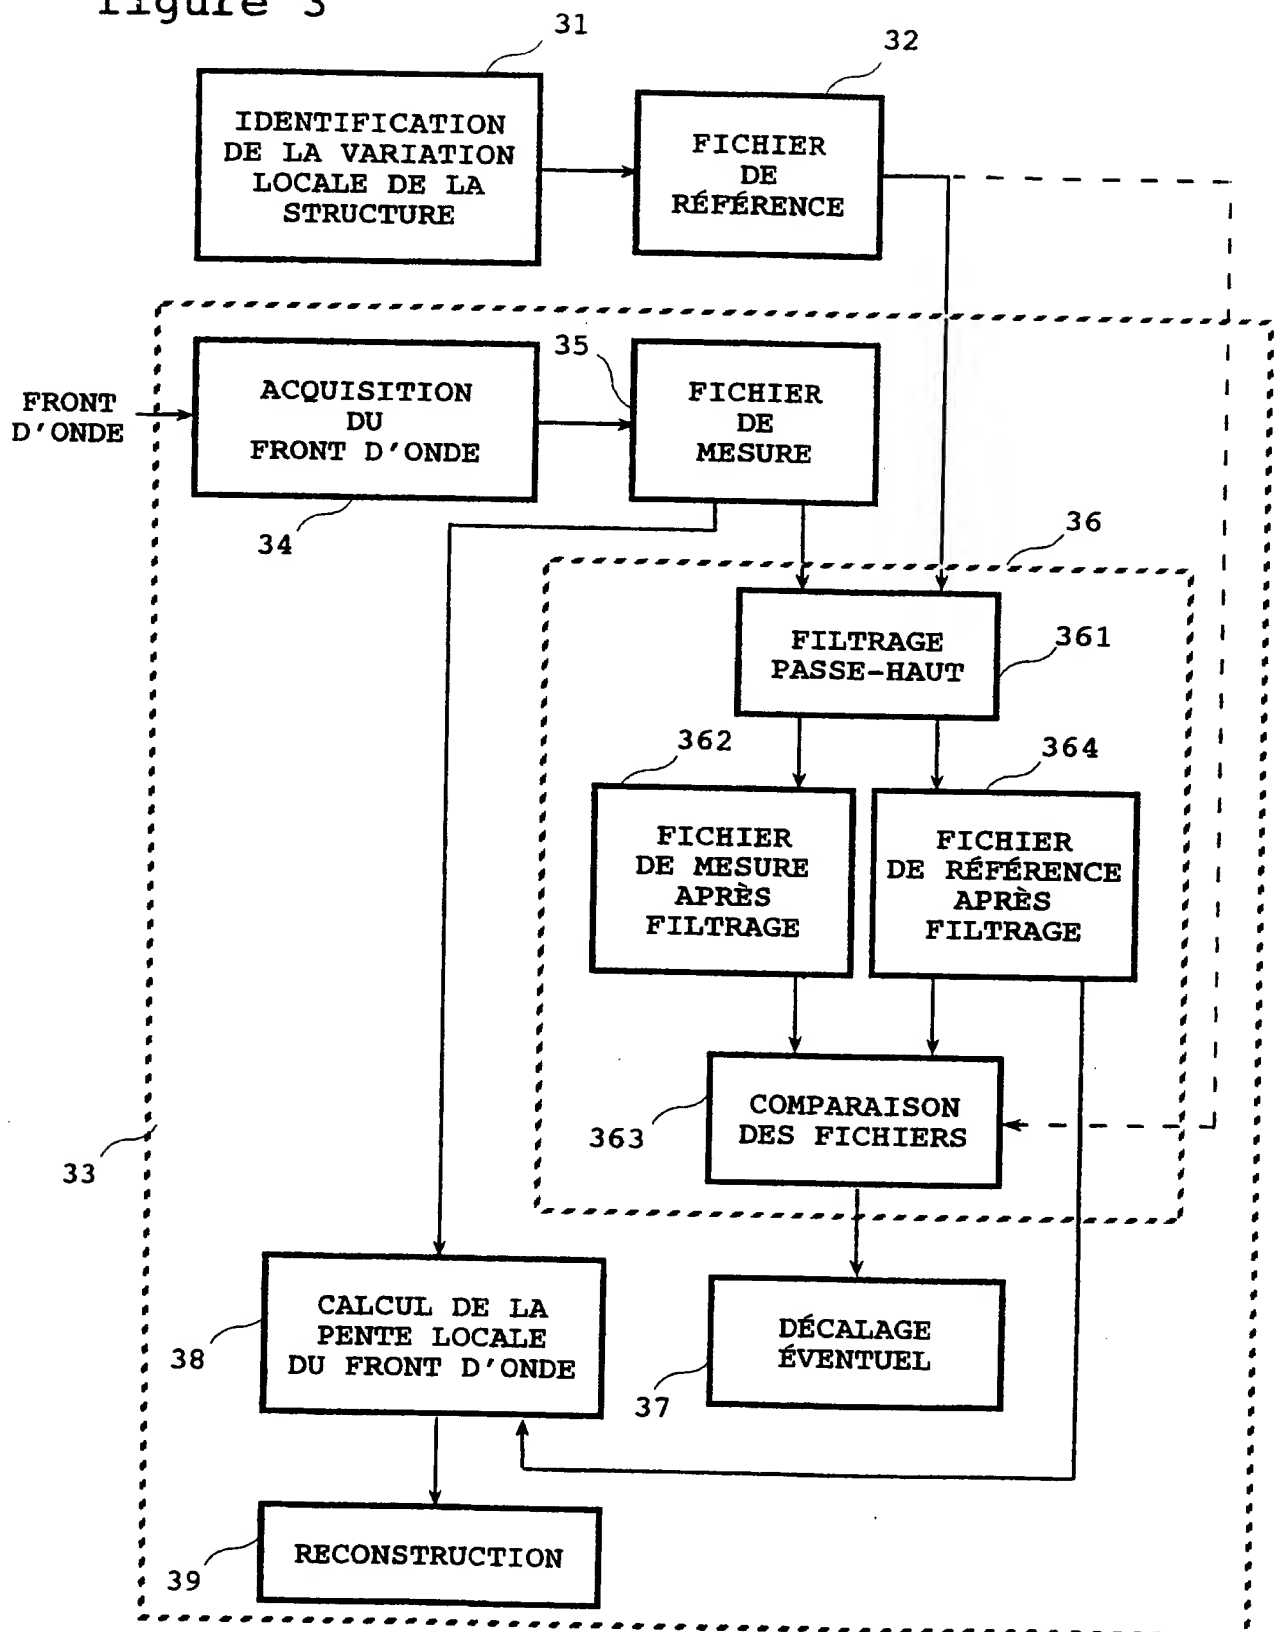 figure 3
31
32
IDENTIFICATION
DE LA VARIATION
LOCALE DE LA
STRUCTURE
FICHIER
DE
RÉFÉRENCE
35
FRONT
D'ONDE
ACQUISITION
DU
FRONT D'ONDE
FICHIER
DE
MESURE
34
36
FILTRAGE
PASSE-HAUT
361
362
364
FICHIER
DE MESURE
APRÈS
FILTRAGE
FICHIER
DE RÉFÉRENCE
APRÈS
FILTRAGE
COMPARAISON
DES FICHIERS
363
33
CALCUL DE LA
PENTE LOCALE
DU FRONT D'ONDE
38
DÉCALAGE
ÉVENTUEL
37
RECONSTRUCTION
39